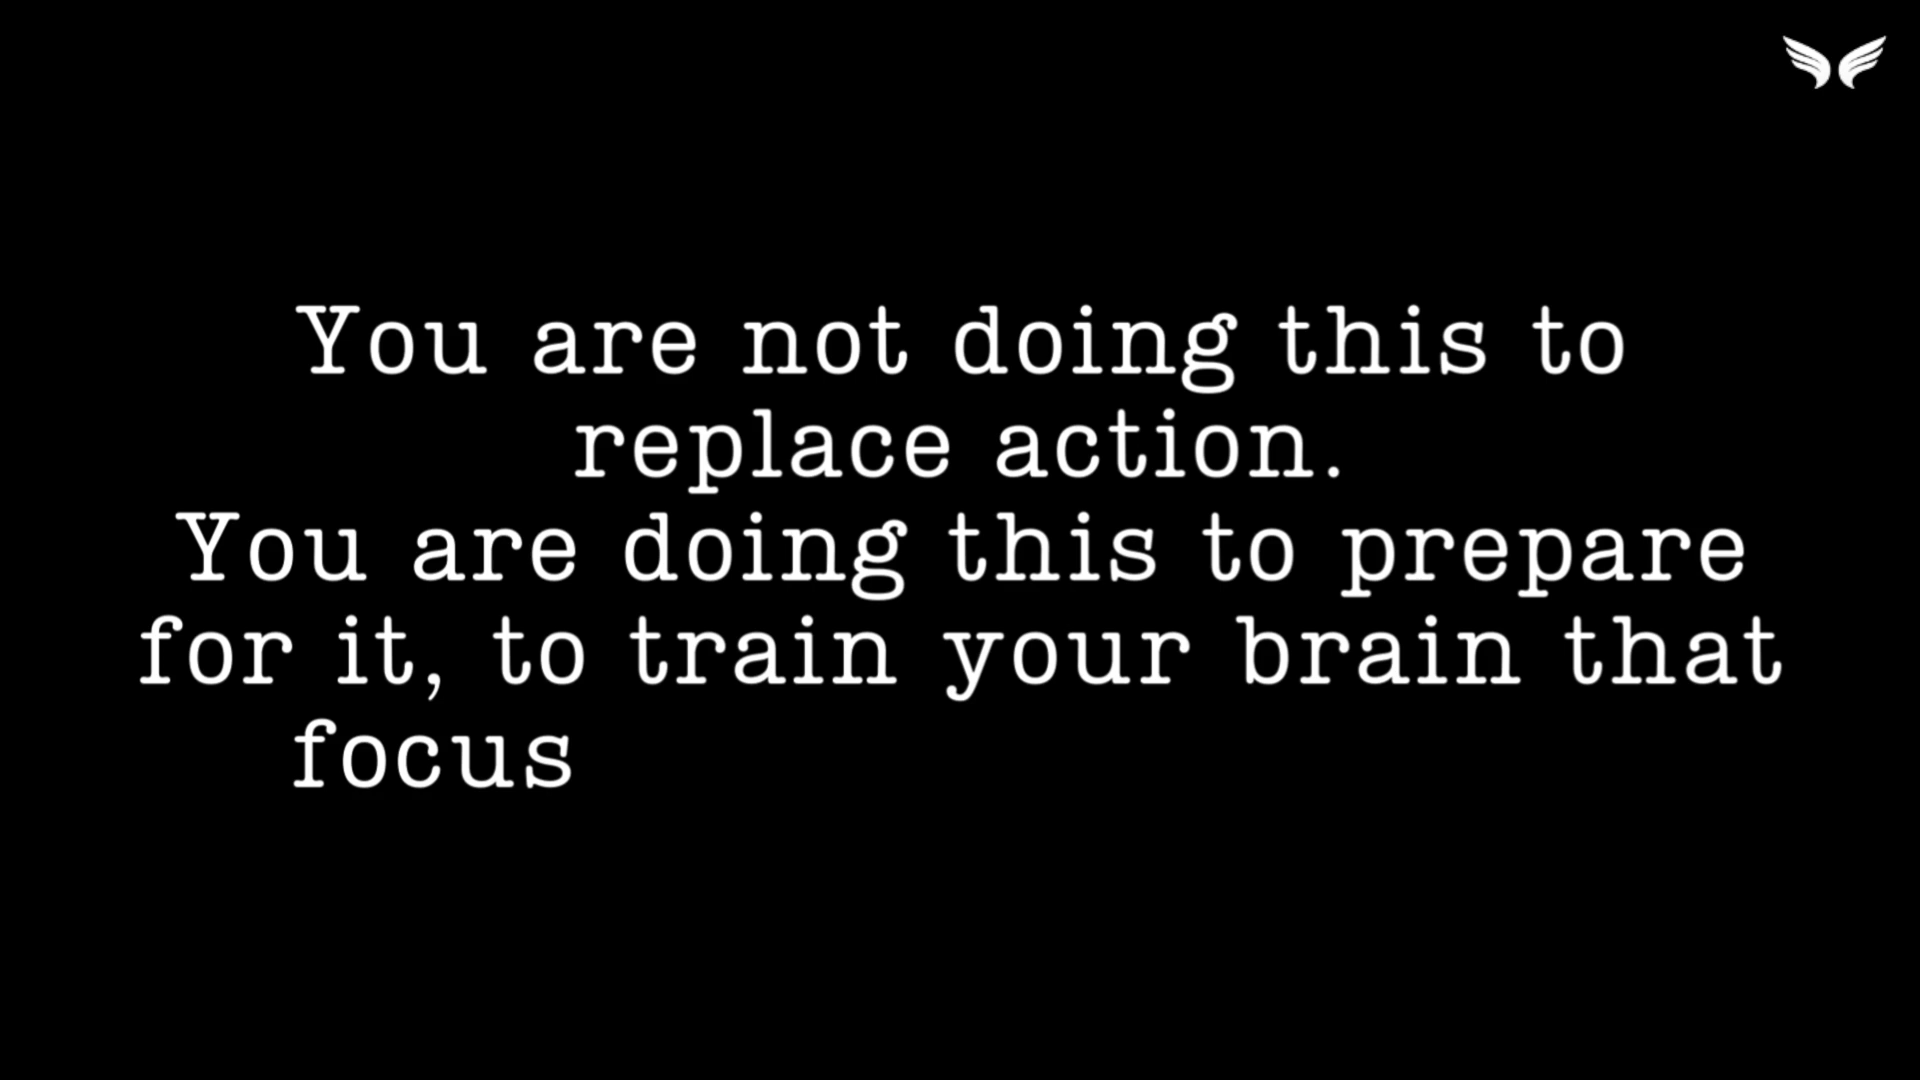 You are not doing this to
replace action.
You are doing this to prepare
for it, to train your brain that
focus